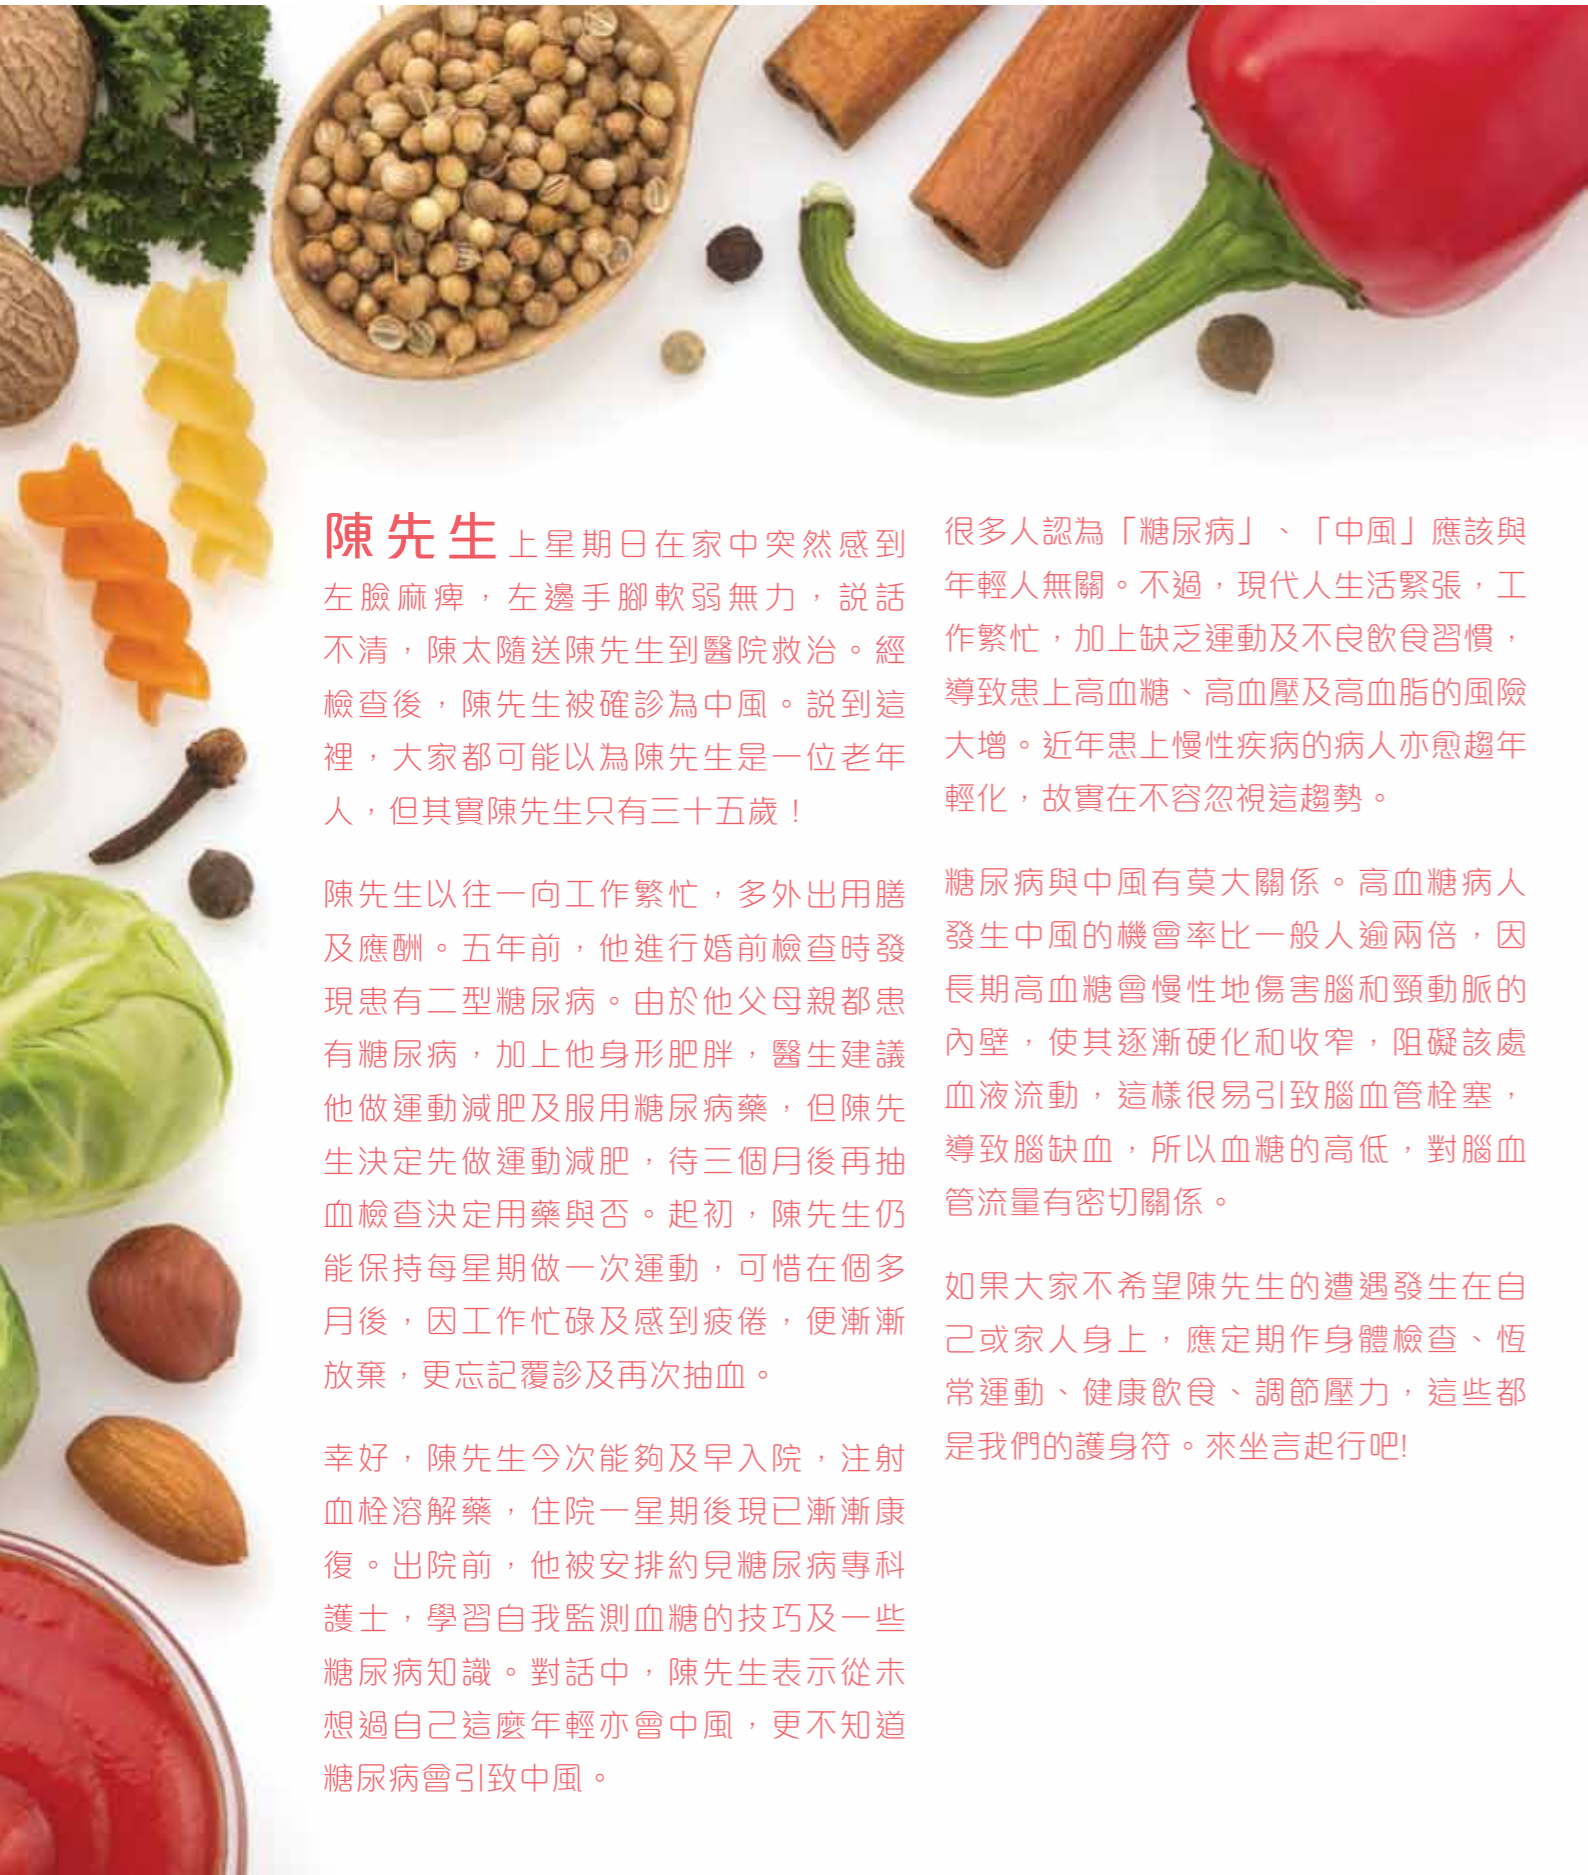 陳先生上星期日在家中突然感到
左臉麻痺，左邊手腳軟弱無力，説話
不清，陳太隨送陳先生到醫院救治。經
檢查後，陳先生被確診為中風。説到這
裡，大家都可能以為陳先生是一位老年
人，但其實陳先生只有三十五歲！
陳先生以往一向工作繁忙，多外出用膳
及應酬。五年前，他進行婚前檢查時發
現患有二型糖尿病。由於他父母親都患
有糖尿病，加上他身形肥胖，醫生建議
他做運動減肥及服用糖尿病藥，但陳先
生決定先做運動減肥，待三個月後再抽
血檢查決定用藥與否。起初，陳先生仍
能保持每星期做一次運動，可惜在個多
月後，因工作忙碌及感到疲倦，便漸漸
放棄，更忘記覆診及再次抽血。
幸好，陳先生今次能夠及早入院，注射
血栓溶解藥，住院一星期後現已漸漸康
復。出院前，他被安排約見糖尿病專科
護士，學習自我監測血糖的技巧及一些
糖尿病知識。對話中，陳先生表示從未
想過自己這麼年輕亦會中風，更不知道
糖尿病會引致中風。
很多人認為「糖尿病」、「中風」應該與
年輕人無關。不過，現代人生活緊張，工
作繁忙，加上缺乏運動及不良飲食習慣，
導致患上高血糖、高血壓及高血脂的風險
大增。近年患上慢性疾病的病人亦愈趨年
輕化，故實在不容忽視這趨勢。
糖尿病與中風有莫大關係。高血糖病人
發生中風的機會率比一般人逾兩倍，因
長期高血糖會慢性地傷害腦和頸動脈的
內壁，使其逐漸硬化和收窄，阻礙該處
血液流動，這樣很易引致腦血管栓塞，
導致腦缺血，所以血糖的高低，對腦血
管流量有密切關係。
如果大家不希望陳先生的遭遇發生在自
己或家人身上，應定期作身體檢查、恆
常運動、健康飲食、調節壓力，這些都
是我們的護身符。來坐言起行吧!